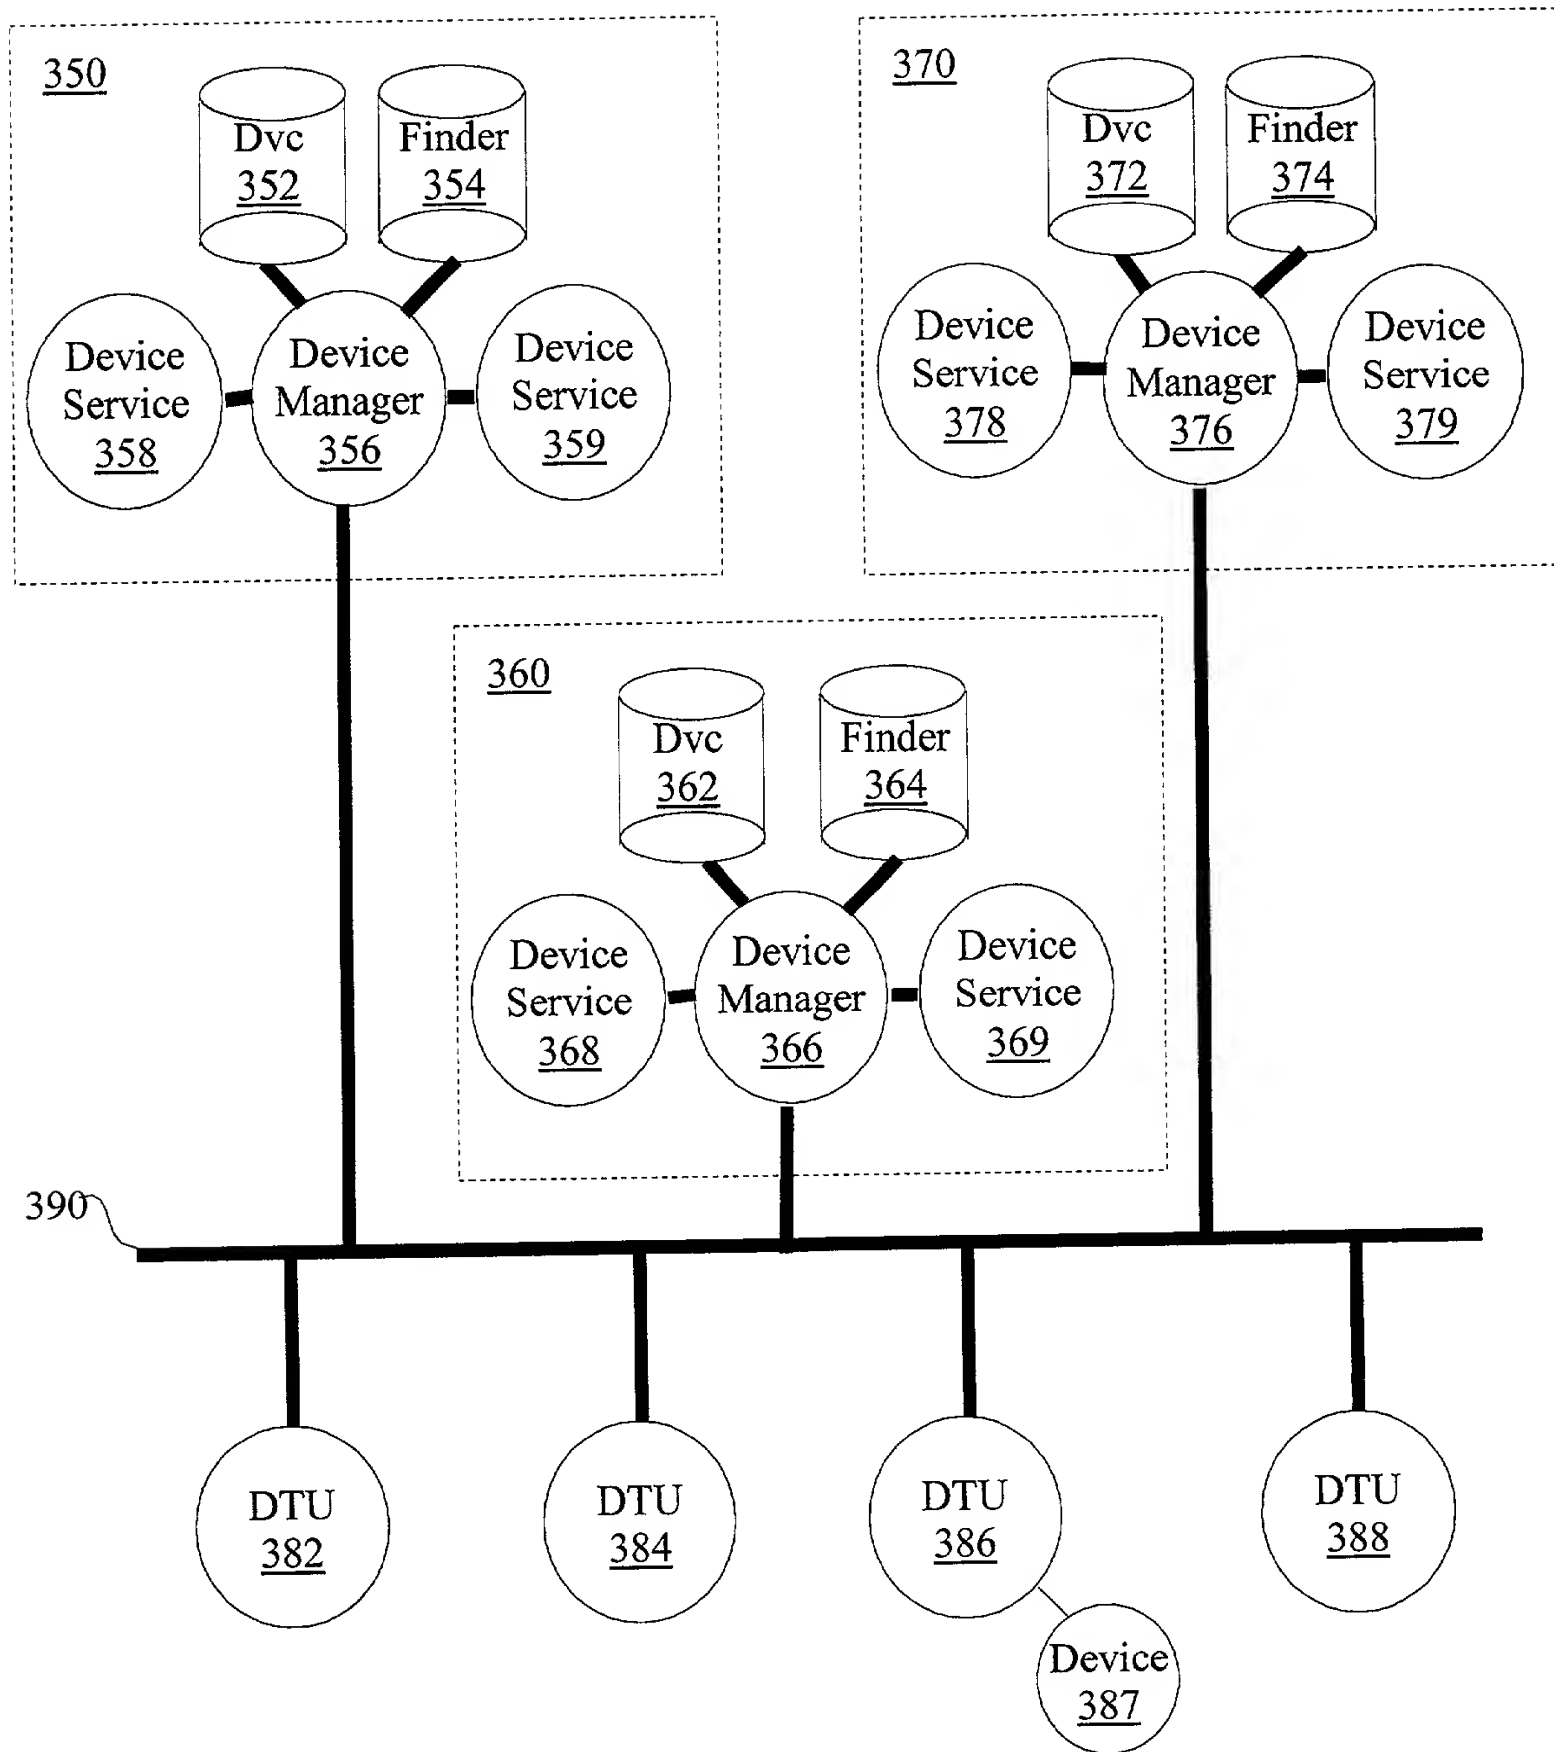 350
Dvc
352
Finder
354
Device
Service
358
Device
Manager
356
Device
Service
359
370
Dvc
372
Finder
374
Device
Service
378
Device
Manager
376
Device
Service
379
360
Dvc
362
Finder
364
Device
Service
368
Device
Manager
366
Device
Service
369
390
DTU
382
DTU
384
DTU
386
DTU
388
Device
387